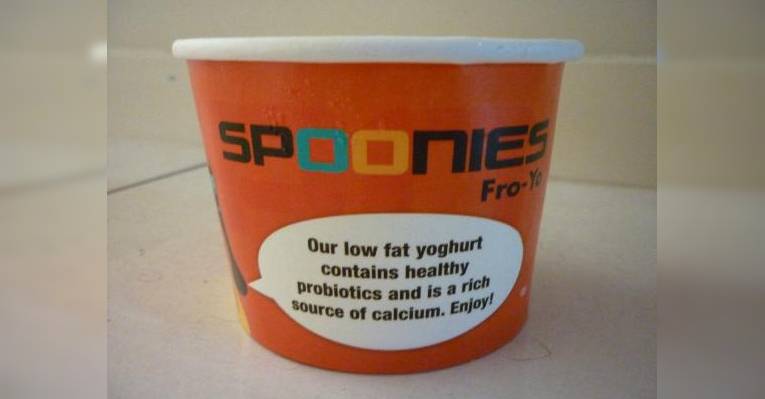 SPOONIES
Fro-Yo
Our low fat yoghurt
contains healthy
probiotics and is a rich
source of calcium. Enjoy!